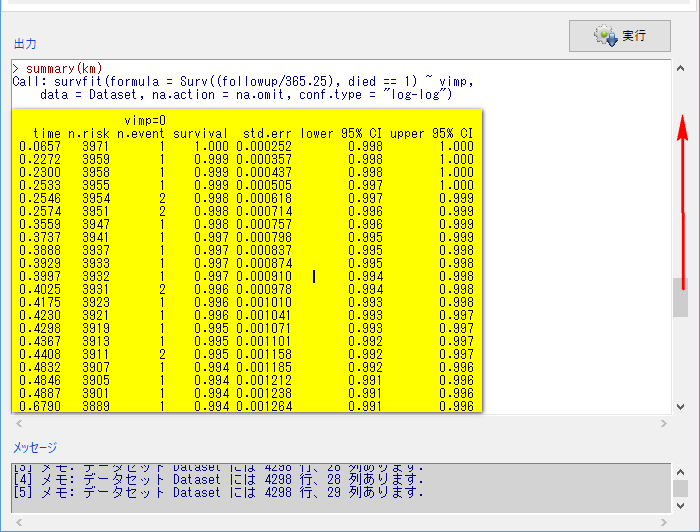 実行
出力
> summary(km)
Call: survfit(formula = Surv((followup/365.25), died == 1) ~ vimp,
    data = Dataset, na.action = na.omit, conf.type = "log-log")
vimp=0
time n.risk n.event survival std.err lower 95% CI upper 95% CI
0.0657 3971 1 1.000 0.000252 0.998 1.000
0.2272 3959 1 0.999 0.000357 0.998 1.000
0.2300 3958 1 0.999 0.000437 0.998 1.000
0.2533 3955 1 0.999 0.000505 0.997 1.000
0.2546 3954 2 0.998 0.000618 0.997 0.999
0.2574 3951 2 0.998 0.000714 0.996 0.999
0.3559 3947 1 0.998 0.000757 0.996 0.999
0.3737 3941 1 0.997 0.000798 0.995 0.999
0.3888 3937 1 0.997 0.000837 0.995 0.998
0.3929 3933 1 0.997 0.000874 0.995 0.998
0.3997 3932 1 0.997 0.000910 0.994 0.998
0.4025 3931 2 0.996 0.000978 0.994 0.998
0.4175 3923 1 0.996 0.001010 0.993 0.998
0.4230 3921 1 0.996 0.001041 0.993 0.997
0.4298 3919 1 0.995 0.001071 0.993 0.997
0.4367 3913 1 0.995 0.001101 0.992 0.997
0.4408 3911 2 0.995 0.001158 0.992 0.997
0.4832 3907 1 0.994 0.001185 0.992 0.996
0.4846 3905 1 0.994 0.001212 0.991 0.996
0.4887 3901 1 0.994 0.001238 0.991 0.996
0.6790 3889 1 0.994 0.001264 0.991 0.996
メッセージ
[3] メモ: データセット Dataset には 4298 行、28 列あります.
[4] メモ: データセット Dataset には 4298 行、28 列あります.
[5] メモ: データセット Dataset には 4298 行、29 列あります.